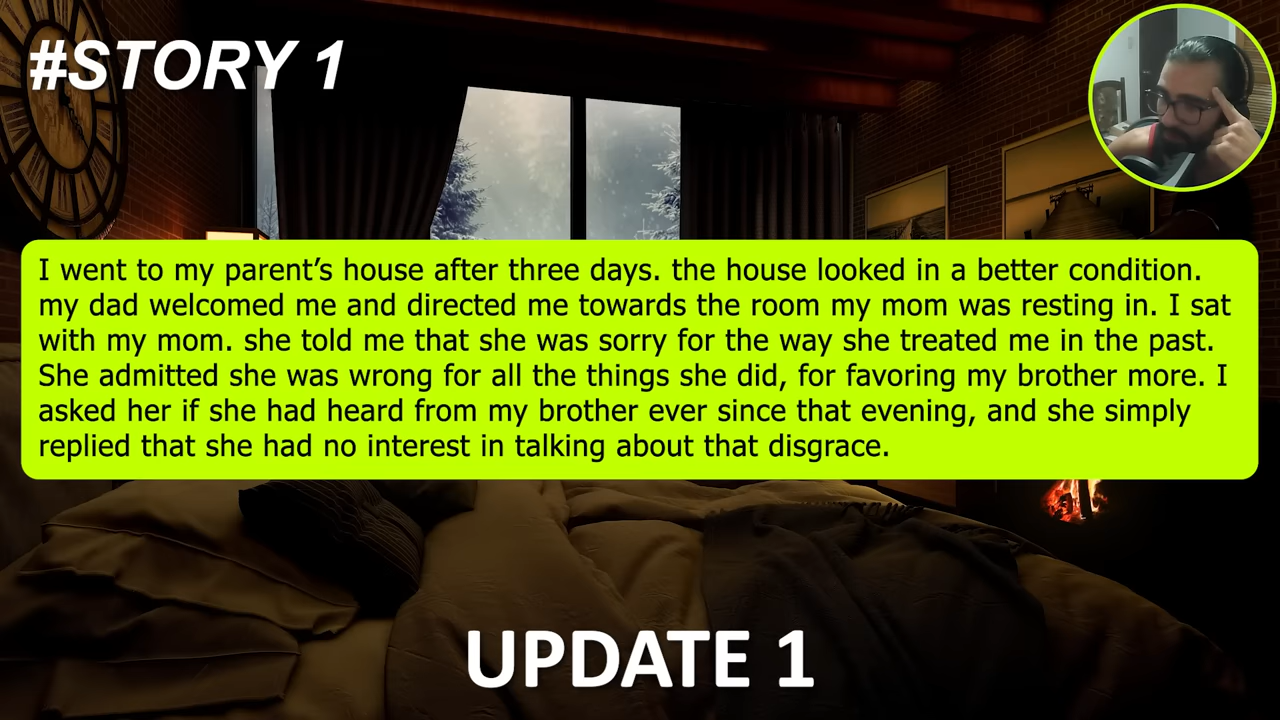 #STORY 1
I went to my parent’s house after three days. the house looked in a better condition.
my dad welcomed me and directed me towards the room my mom was resting in. I sat
with my mom. she told me that she was sorry for the way she treated me in the past.
She admitted she was wrong for all the things she did, for favoring my brother more. I
asked her if she had heard from my brother ever since that evening, and she simply
replied that she had no interest in talking about that disgrace.
UPDATE 1